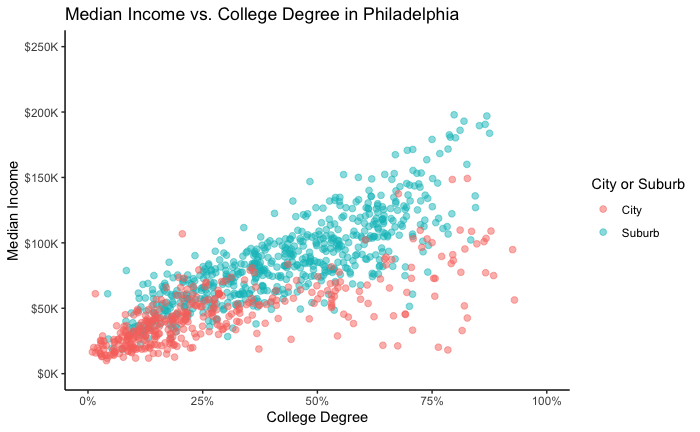 Median Income vs. College Degree in Philadelphia
$250K
$200K
$150K
$100K
$50K
$0K
Median Income
0%
25%
50%
75%
100%
College Degree
City or Suburb
City
Suburb